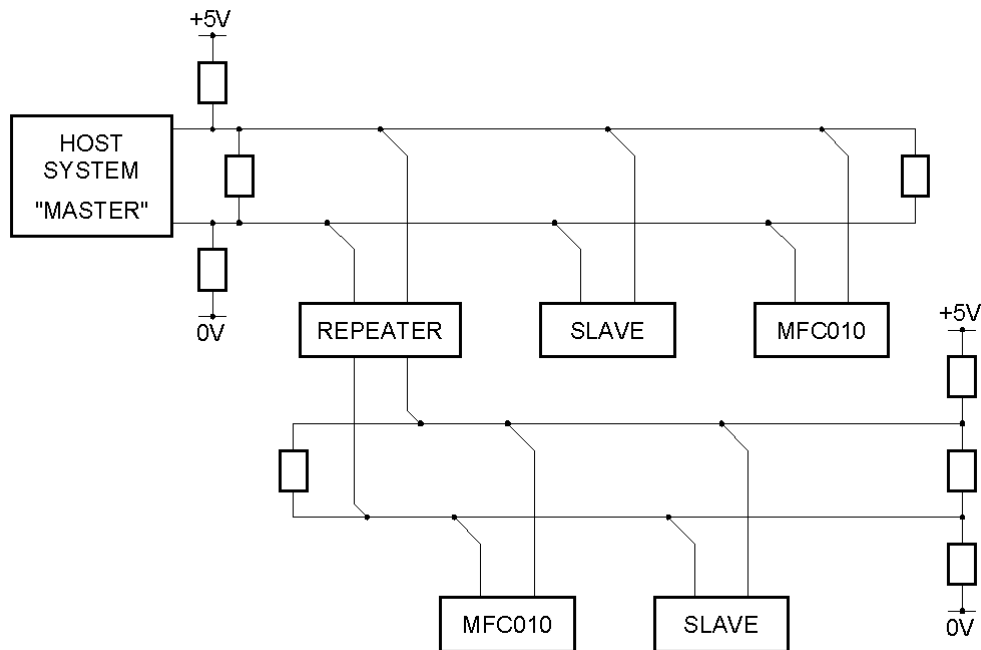 +5V
HOST
SYSTEM
"MASTER"
0V
REPEATER
SLAVE
MFC010
+5V
MFC010
SLAVE
0V